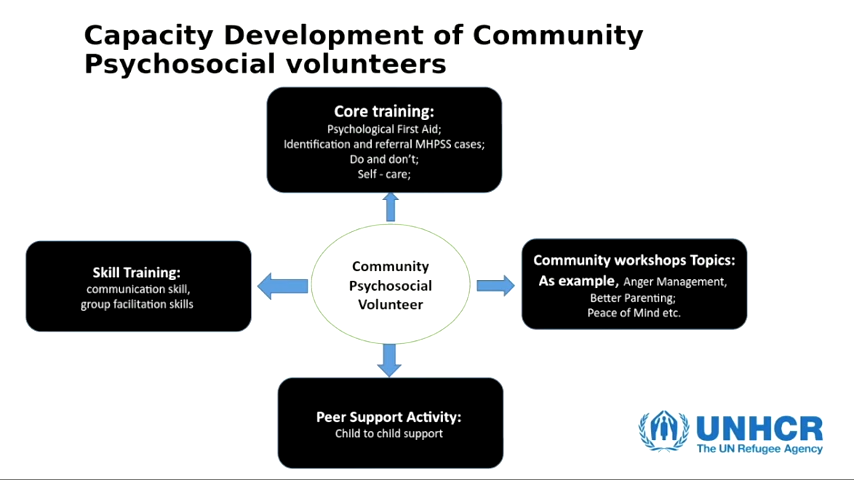 Capacity Development of Community
Psychosocial volunteers
Core training:
Psychological First Aid;
Identification and referral MHPSS cases;
Do and don't;
Self - care;
Skill Training:
communication skill,
group facilitation skills
Community
Psychosocial
Volunteer
Community workshops Topics:
As example, Anger Management,
Better Parenting;
Peace of Mind etc.
Peer Support Activity:
Child to child support
UNHCR
The UN Refugee Agency